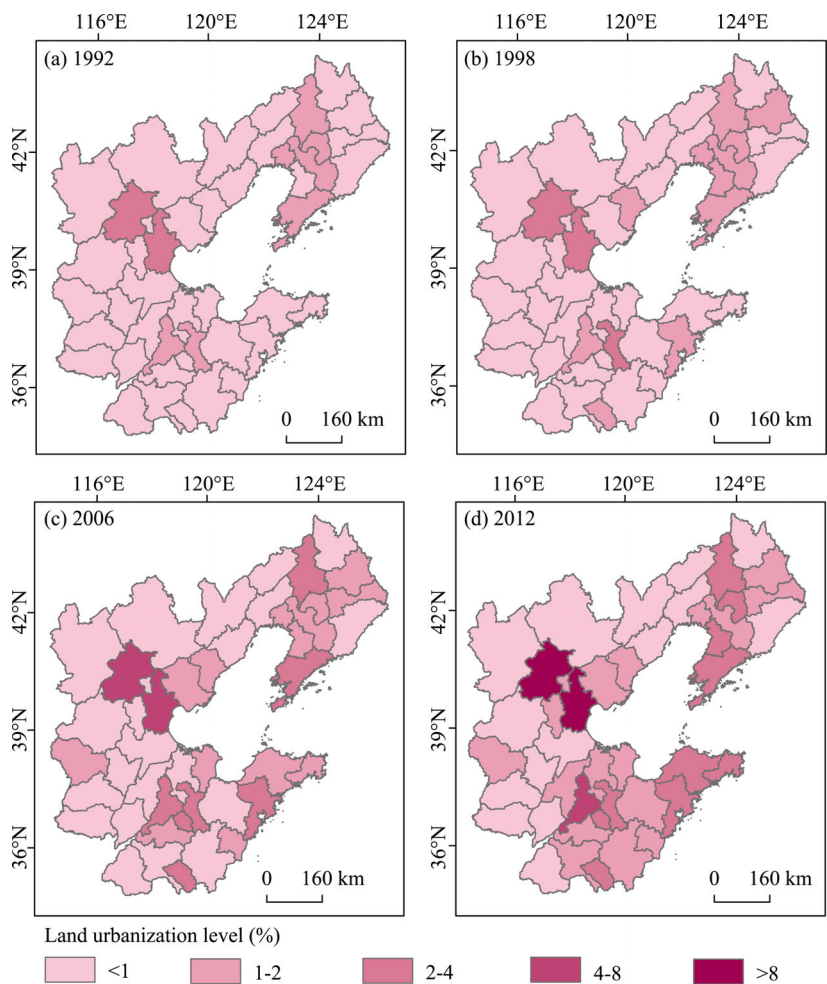 116°E 120°E 124°E
116°E 120°E 124°E
(a) 1992
(b) 1998
42°N
39°N
36°N
42°N
39°N
36°N
0 160 km
0 160 km
116°E 120°E 124°E
116°E 120°E 124°E
(c) 2006
(d) 2012
42°N
39°N
36°N
42°N
39°N
36°N
0 160 km
0 160 km
Land urbanization level (%)
<1 1-2 2-4 4-8 >8